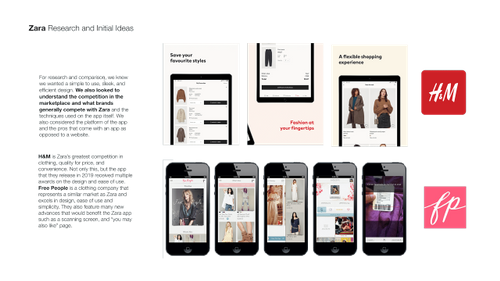 Zara Research and Initial Ideas
For research and comparison, we knew
we wanted a simple to use, sleek, and
efficient design. We also looked to
understand the competition in the
marketplace and what brands
generally compete with Zara and the
techniques used on the app itself. We
also considered the platform of the app
and the pros that come with an app as
opposed to a website.
H&M is Zara's greatest competition in
clothing, quality for price, and
convenience. Not only this, but the app
that they release in 2019 received multiple
awards on the design and ease of use.
Free People is a clothing company that
represents a similar market as Zara and
excels in design, ease of use and
simplicity. They also feature many new
advances that would benefit the Zara app
such as a scanning screen, and "you may
also like" page.
Save your
favourite styles
Fashion at
your fingertips
A flexible shopping
experience
H&M
fp